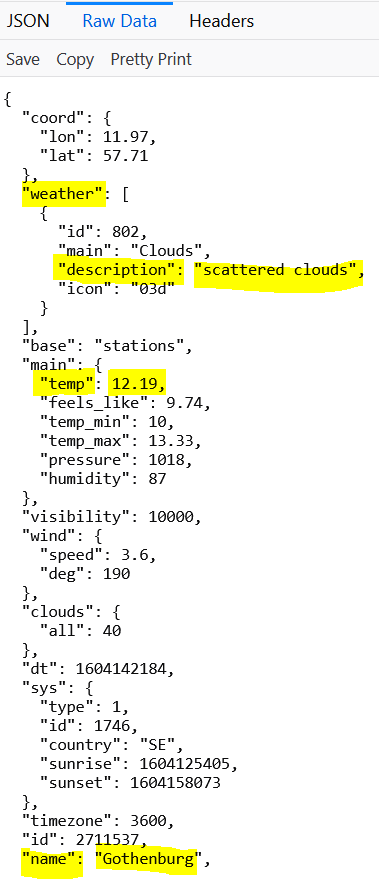 JSON Raw Data Headers
Save Copy Pretty Print
{
  "coord": {
    "lon": 11.97,
    "lat": 57.71
  },
  "weather": [
    {
      "id": 802,
      "main": "Clouds",
      "description": "scattered clouds",
      "icon": "03d"
    }
  ],
  "base": "stations",
  "main": {
    "temp": 12.19,
    "feels_like": 9.74,
    "temp_min": 10,
    "temp_max": 13.33,
    "pressure": 1018,
    "humidity": 87
  },
  "visibility": 10000,
  "wind": {
    "speed": 3.6,
    "deg": 190
  },
  "clouds": {
    "all": 40
  },
  "dt": 1604142184,
  "sys": {
    "type": 1,
    "id": 1746,
    "country": "SE",
    "sunrise": 1604125405,
    "sunset": 1604158073
  },
  "timezone": 3600,
  "id": 2711537,
  "name": "Gothenburg",